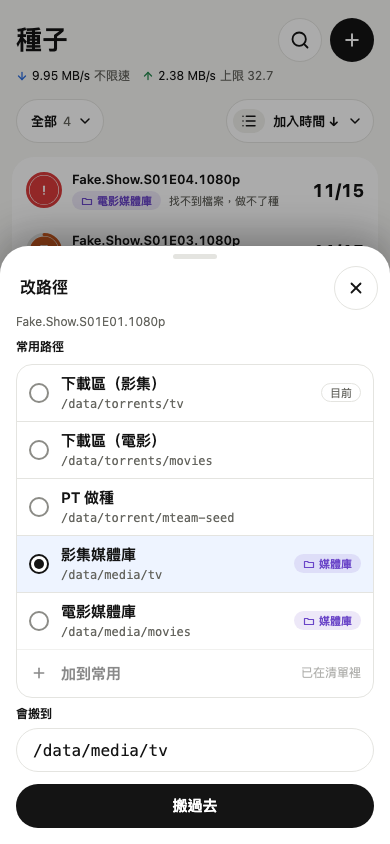 種子
9.95 MB/s 不限速 2.38 MB/s 上限 32.7
全部 4
加入時間 ↓
Fake.Show.S01E04.1080p
電影媒體庫 找不到檔案，做不了種
11/15
Fake.Show.S01E03.1080p
改路徑
Fake.Show.S01E01.1080p
常用路徑
下載區（影集）
/data/torrents/tv
目前
下載區（電影）
/data/torrents/movies
PT 做種
/data/torrent/mteam-seed
影集媒體庫
/data/media/tv
媒體庫
電影媒體庫
/data/media/movies
媒體庫
加到常用
已在清單裡
會搬到
/data/media/tv
搬過去